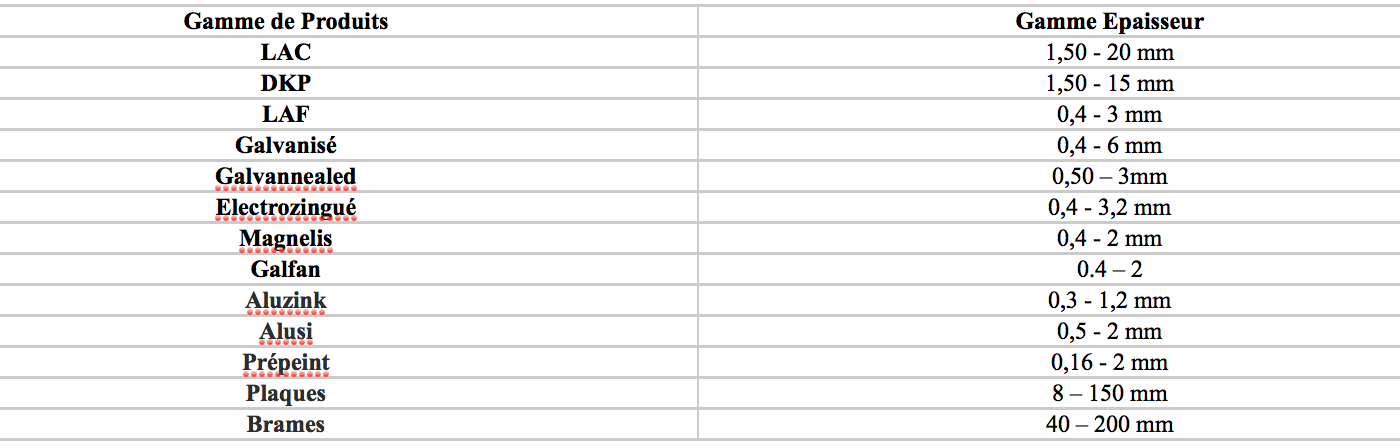 Gamme de Produits Gamme Epaisseur
LAC 1,50 - 20 mm
DKP 1,50 - 15 mm
LAF 0,4 - 3 mm
Galvanisé 0,4 - 6 mm
Galvannealed 0,50 – 3mm
Electrozingué 0,4 - 3,2 mm
Magnelis 0,4 - 2 mm
Galfan 0.4 – 2
Aluzink 0,3 - 1,2 mm
Alusi 0,5 - 2 mm
Prépeint 0,16 - 2 mm
Plaques 8 – 150 mm
Brames 40 – 200 mm